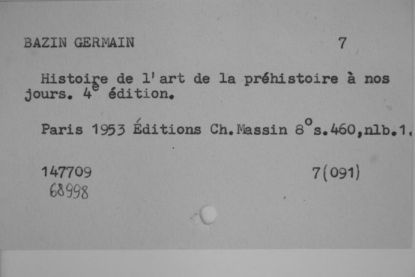 BAZIN GERMAIN 7
Histoire de l'art de la préhistoire à nos
jours. 4e édition.
Paris 1953 Éditions Ch.Massin 8os.460,nlb.1.
147709 7(091)
68998